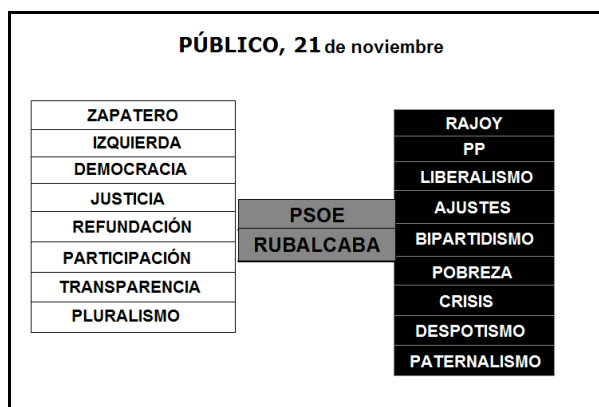 PÚBLICO, 21 de noviembre
ZAPATERO
IZQUIERDA
DEMOCRACIA
JUSTICIA
REFUNDACIÓN
PARTICIPACIÓN
TRANSPARENCIA
PLURALISMO
PSOE
RUBALCABA
RAJOY
PP
LIBERALISMO
AJUSTES
BIPARTIDISMO
POBREZA
CRISIS
DESPOTISMO
PATERNALISMO